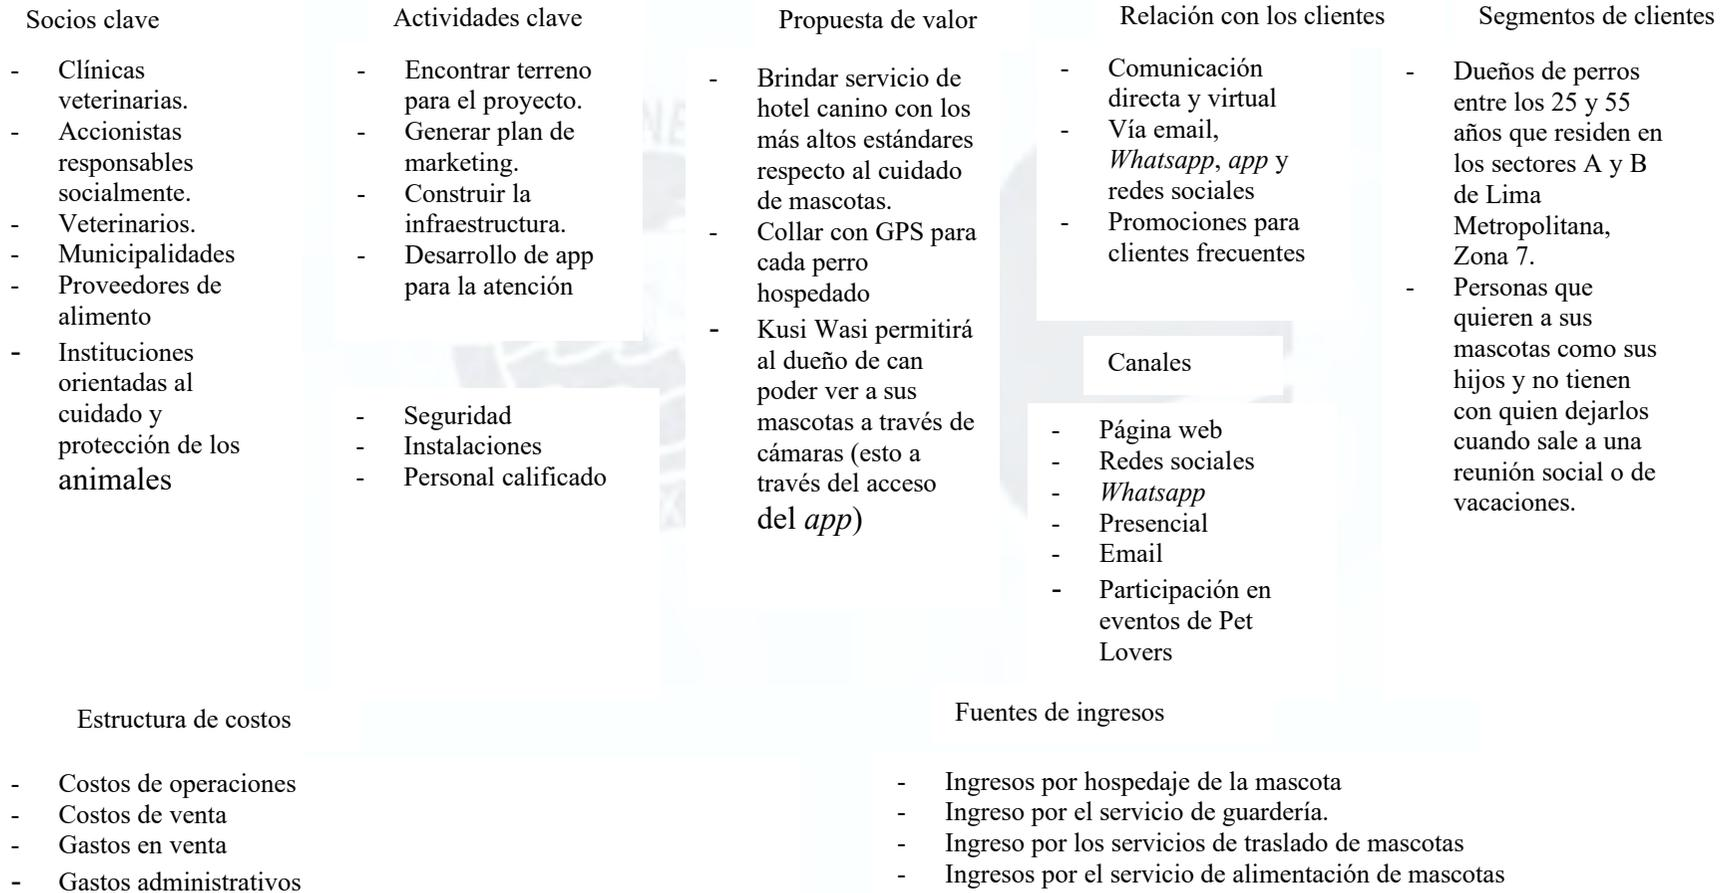 Socios clave
- Clínicas
veterinarias.
- Accionistas
responsables
socialmente.
- Veterinarios.
- Municipalidades
- Proveedores de
alimento
- Instituciones
orientadas al
cuidado y
protección de los
animales
Actividades clave
- Encontrar terreno
para el proyecto.
- Generar plan de
marketing.
- Construir la
infraestructura.
- Desarrollo de app
para la atención
- Seguridad
- Instalaciones
- Personal calificado
Propuesta de valor
- Brindar servicio de
hotel canino con los
más altos estándares
respecto al cuidado
de mascotas.
- Collar con GPS para
cada perro
hospedado
- Kusi Wasi permitirá
al dueño de can
poder ver a sus
mascotas a través de
cámaras (esto a
través del acceso
del app)
Relación con los clientes
- Comunicación
directa y virtual
- Vía email,
Whatsapp, app y
redes sociales
- Promociones para
clientes frecuentes
Canales
- Página web
- Redes sociales
- Whatsapp
- Presencial
- Email
- Participación en
eventos de Pet
Lovers
Segmentos de clientes
- Dueños de perros
entre los 25 y 55
años que residen en
los sectores A y B
de Lima
Metropolitana,
Zona 7.
- Personas que
quieren a sus
mascotas como sus
hijos y no tienen
con quien dejarlos
cuando sale a una
reunión social o de
vacaciones.
Estructura de costos
- Costos de operaciones
- Costos de venta
- Gastos en venta
- Gastos administrativos
Fuentes de ingresos
- Ingresos por hospedaje de la mascota
- Ingreso por el servicio de guardería.
- Ingreso por los servicios de traslado de mascotas
- Ingresos por el servicio de alimentación de mascotas